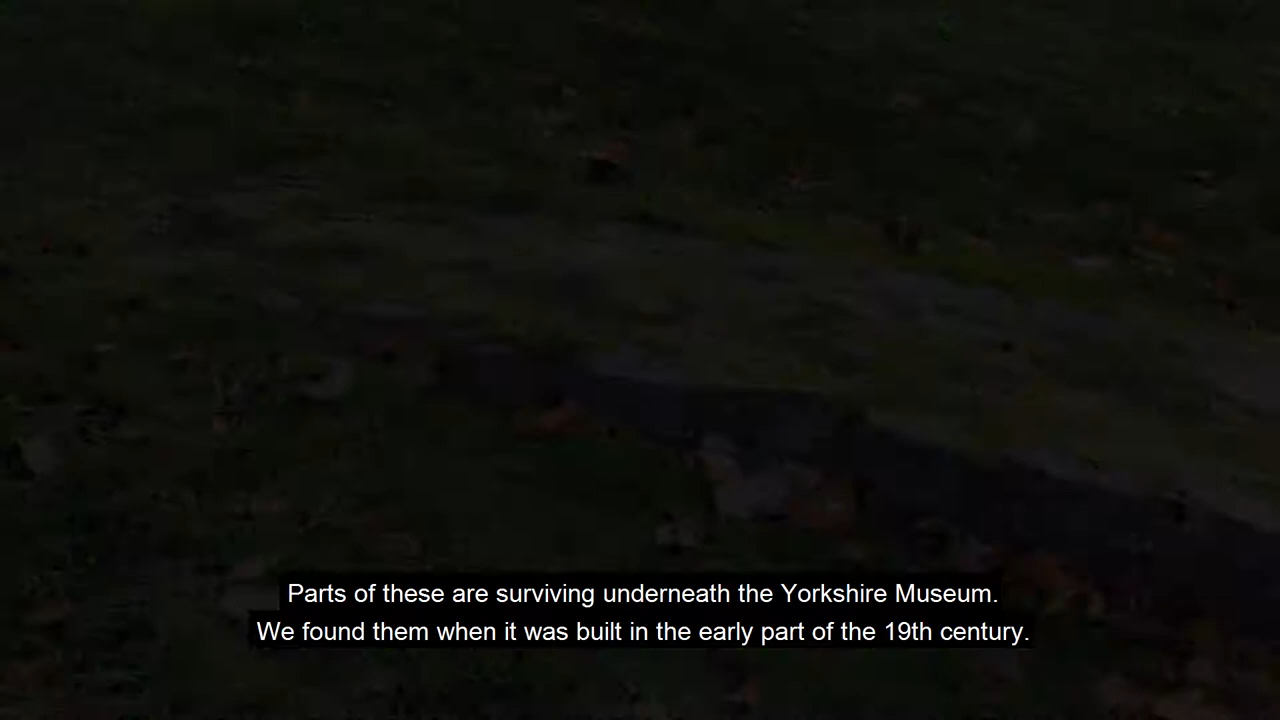 Parts of these are surviving underneath the Yorkshire Museum.
We found them when it was built in the early part of the 19th century.